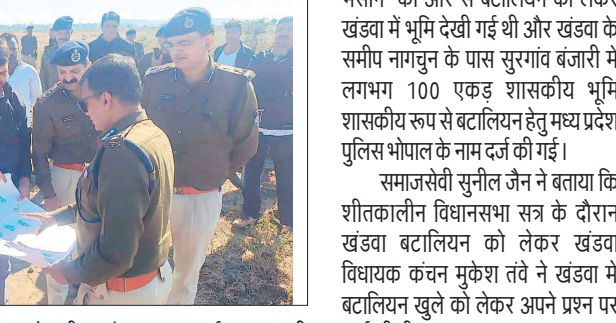 खंडवा में भूमि देखी गई थी और खंडवा के
समीप नागचुन के पास सुरगांव बंजारी में
लगभग 100 एकड़ शासकीय भूमि
शासकीय रूप से बटालियन हेतु मध्य प्रदेश
पुलिस भोपाल के नाम दर्ज की गई।
समाजसेवी सुनील जैन ने बताया कि
शीतकालीन विधानसभा सत्र के दौरान
खंडवा बटालियन को लेकर खंडवा
विधायक कंचन मुकेश तंवे ने खंडवा में
बटालियन खुले को लेकर अपने प्रश्न पर